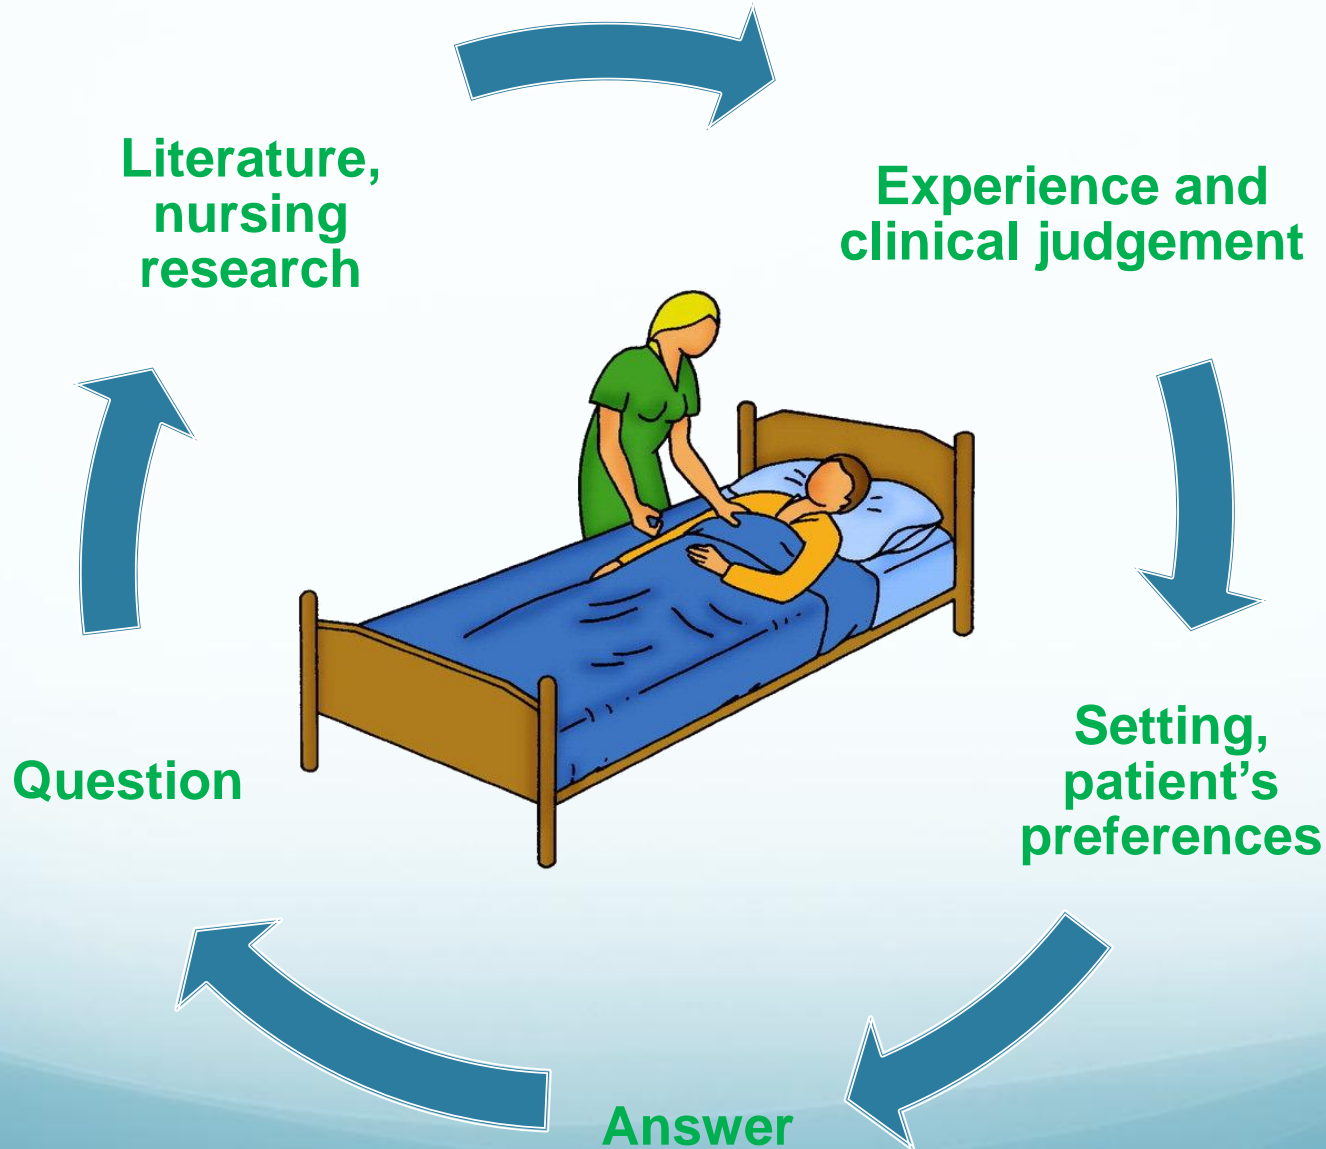 Literature,
nursing
research
Experience and
clinical judgement
Setting,
patient’s
preferences
Answer
Question